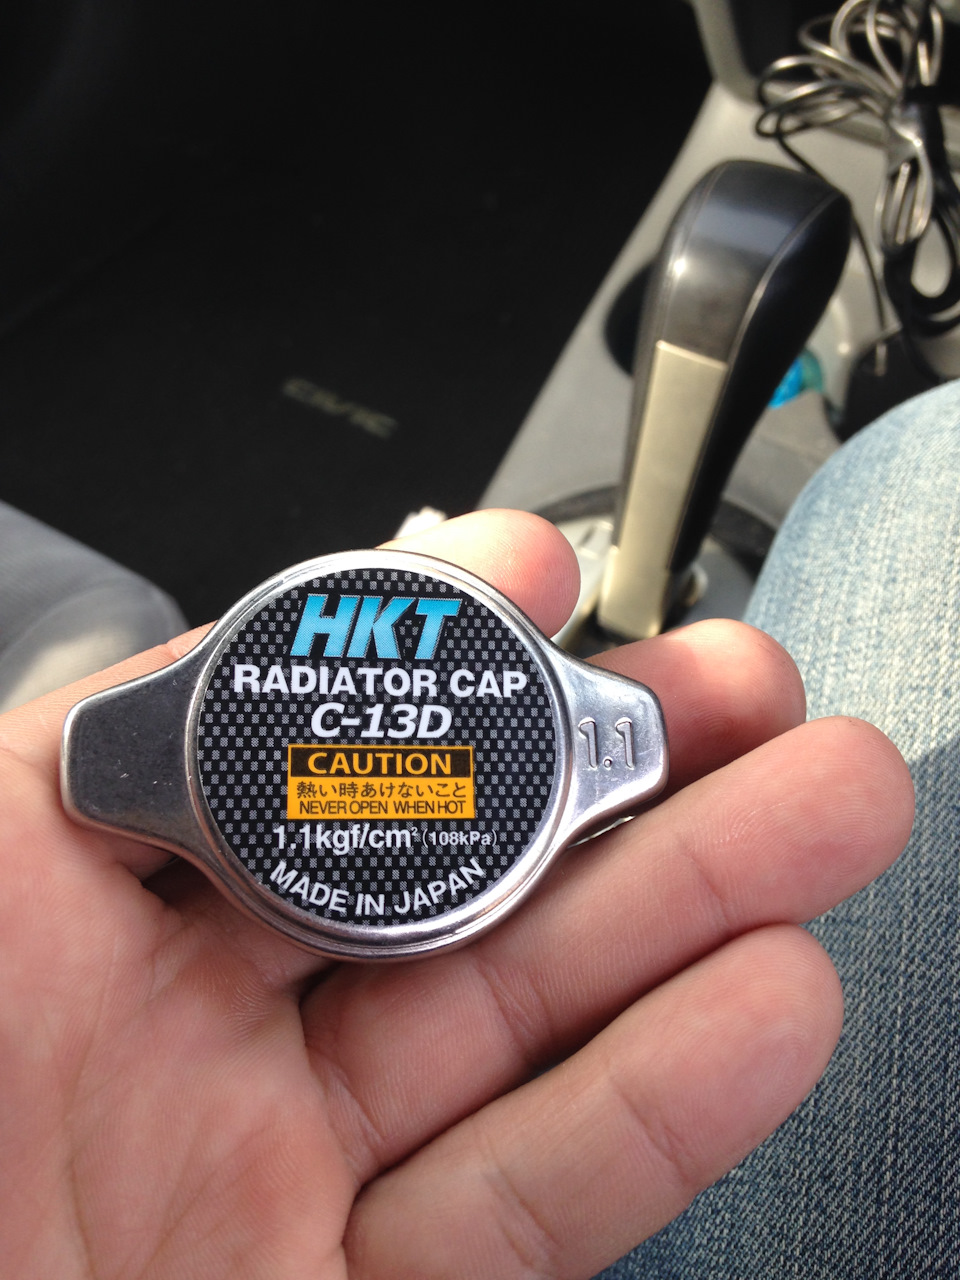 CIVIC
HKT
RADIATOR CAP
C-13D
CAUTION
熱い時あけないこと
NEVER OPEN WHEN HOT
1.1kgf/cm² (108kPa)
MADE IN JAPAN
1.1